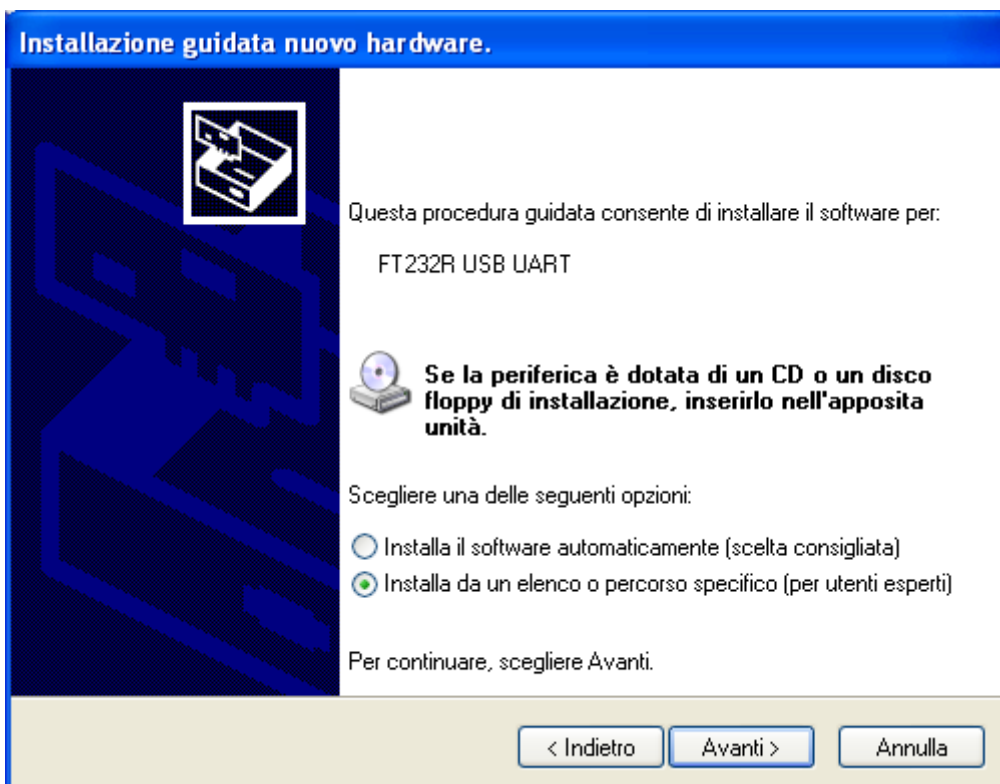 Installazione guidata nuovo hardware.
Questa procedura guidata consente di installare il software per:
FT232R USB UART
Se la periferica è dotata di un CD o un disco
floppy di installazione, inserirlo nell'apposita
unità.
Scegliere una delle seguenti opzioni:
Installa il software automaticamente (scelta consigliata)
Installa da un elenco o percorso specifico (per utenti esperti)
Per continuare, scegliere Avanti.
< Indietro
Avanti >
Annulla